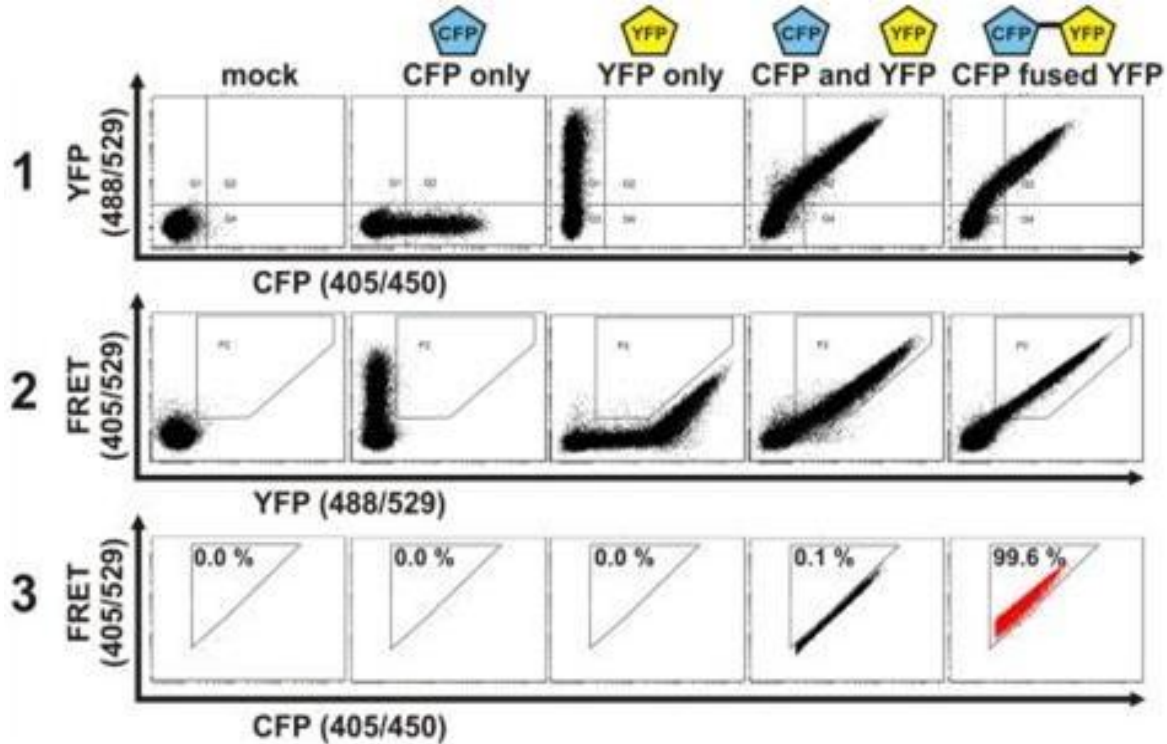 CFP
YFP
CFP
YFP
CFP
YFP
mock
CFP only
YFP only
CFP and YFP
CFP fused YFP
1
YFP
(488/529)
CFP (405/450)
2
FRET
(405/529)
P2
P2
YFP (488/529)
3
FRET
(405/529)
0.0 %
0.0 %
0.0 %
0.1 %
99.6 %
CFP (405/450)